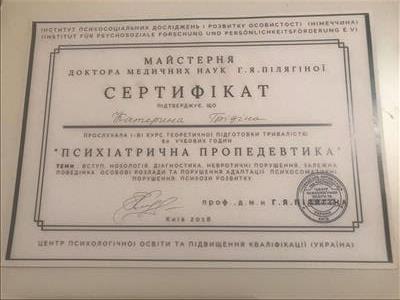 ІНСТИТУТ ПСИХОСОЦІАЛЬНИХ ДОСЛІДЖЕНЬ І РОЗВИТКУ ОСОБИСТОСТІ (НІМЕЧЧИНА)
(INSTITUT FÜR PSYCHOSOZIALE FORSCHUNG UND PERSÖNLICHKEITSFÖRDERUNG E.V)
МАЙСТЕРНЯ
ДОКТОРА МЕДИЧНИХ НАУК Г.Я.ПІЛЯГІНОЇ
СЕРТИФІКАТ
ПІДТВЕРДЖУЄ, ЩО
Катерина
ПРОСЛУХАЛА І-ВІ КУРС ТЕОРЕТИЧНОЇ ПІДГОТОВКИ ТРИВАЛІСТЮ
УЧБОВИХ ГОДИН
"ПСИХІАТРИЧНА ПРОПЕДЕВТИКА"
ТЕМИ: ВСТУП, НОЗОЛОГІЯ, ДІАГНОСТИКА, НЕВРОТИЧНІ ПОРУШЕННЯ, ЗАЛЕЖНА
ПОВЕДІНКА ОСОБОВІ РОЗЛАДИ ТА ПОРУШЕННЯ АДАПТАЦІЇ ПСИХОСОМАТИЧНІ
ПОРУШЕННЯ, ПСИХОЗИ РОЗВИТКУ.
проф. д.м.н Г.Я.ПІЛЯГІНА
Київ 2018
ЦЕНТР ПСИХОЛОГІЧНОЇ ОСВІТИ ТА ПІДВИЩЕННЯ КВАЛІФІКАЦІЇ (УКРАЇНА)